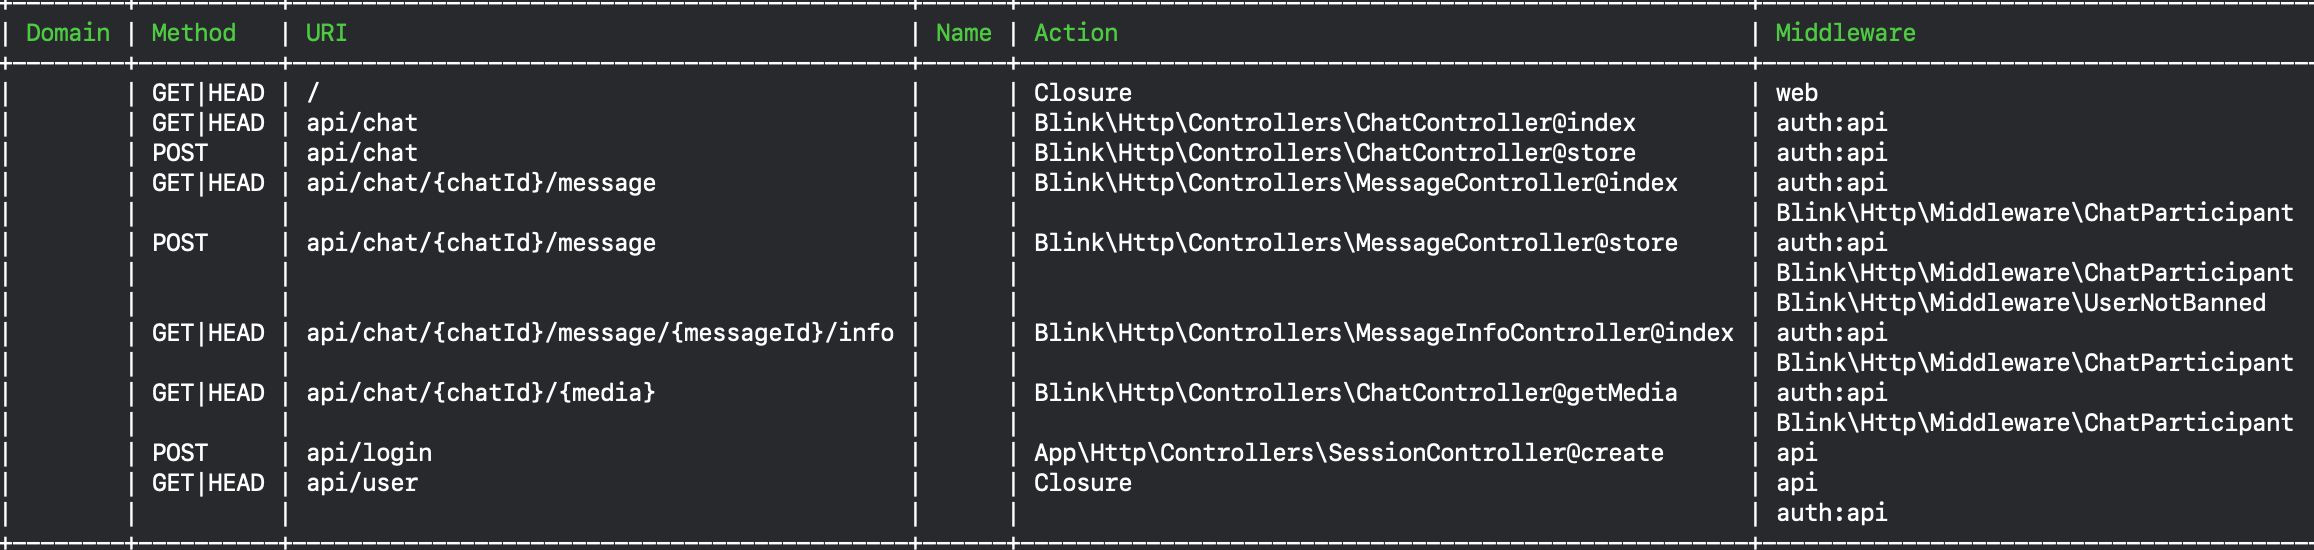 | Domain | Method | URI | Name | Action | Middleware |
| | GET|HEAD | / | | Closure | web |
| | GET|HEAD | api/chat | | Blink\Http\Controllers\ChatController@index | auth:api |
| | POST | api/chat | | Blink\Http\Controllers\ChatController@store | auth:api |
| | GET|HEAD | api/chat/{chatId}/message | | Blink\Http\Controllers\MessageController@index | auth:api |
| | | | | | Blink\Http\Middleware\ChatParticipant |
| | POST | api/chat/{chatId}/message | | Blink\Http\Controllers\MessageController@store | auth:api |
| | | | | | Blink\Http\Middleware\ChatParticipant |
| | | | | | Blink\Http\Middleware\UserNotBanned |
| | GET|HEAD | api/chat/{chatId}/message/{messageId}/info | | Blink\Http\Controllers\MessageInfoController@index | auth:api |
| | | | | | Blink\Http\Middleware\ChatParticipant |
| | GET|HEAD | api/chat/{chatId}/{media} | | Blink\Http\Controllers\ChatController@getMedia | auth:api |
| | | | | | Blink\Http\Middleware\ChatParticipant |
| | POST | api/login | | App\Http\Controllers\SessionController@create | api |
| | GET|HEAD | api/user | | Closure | api |
| | | | | | auth:api |